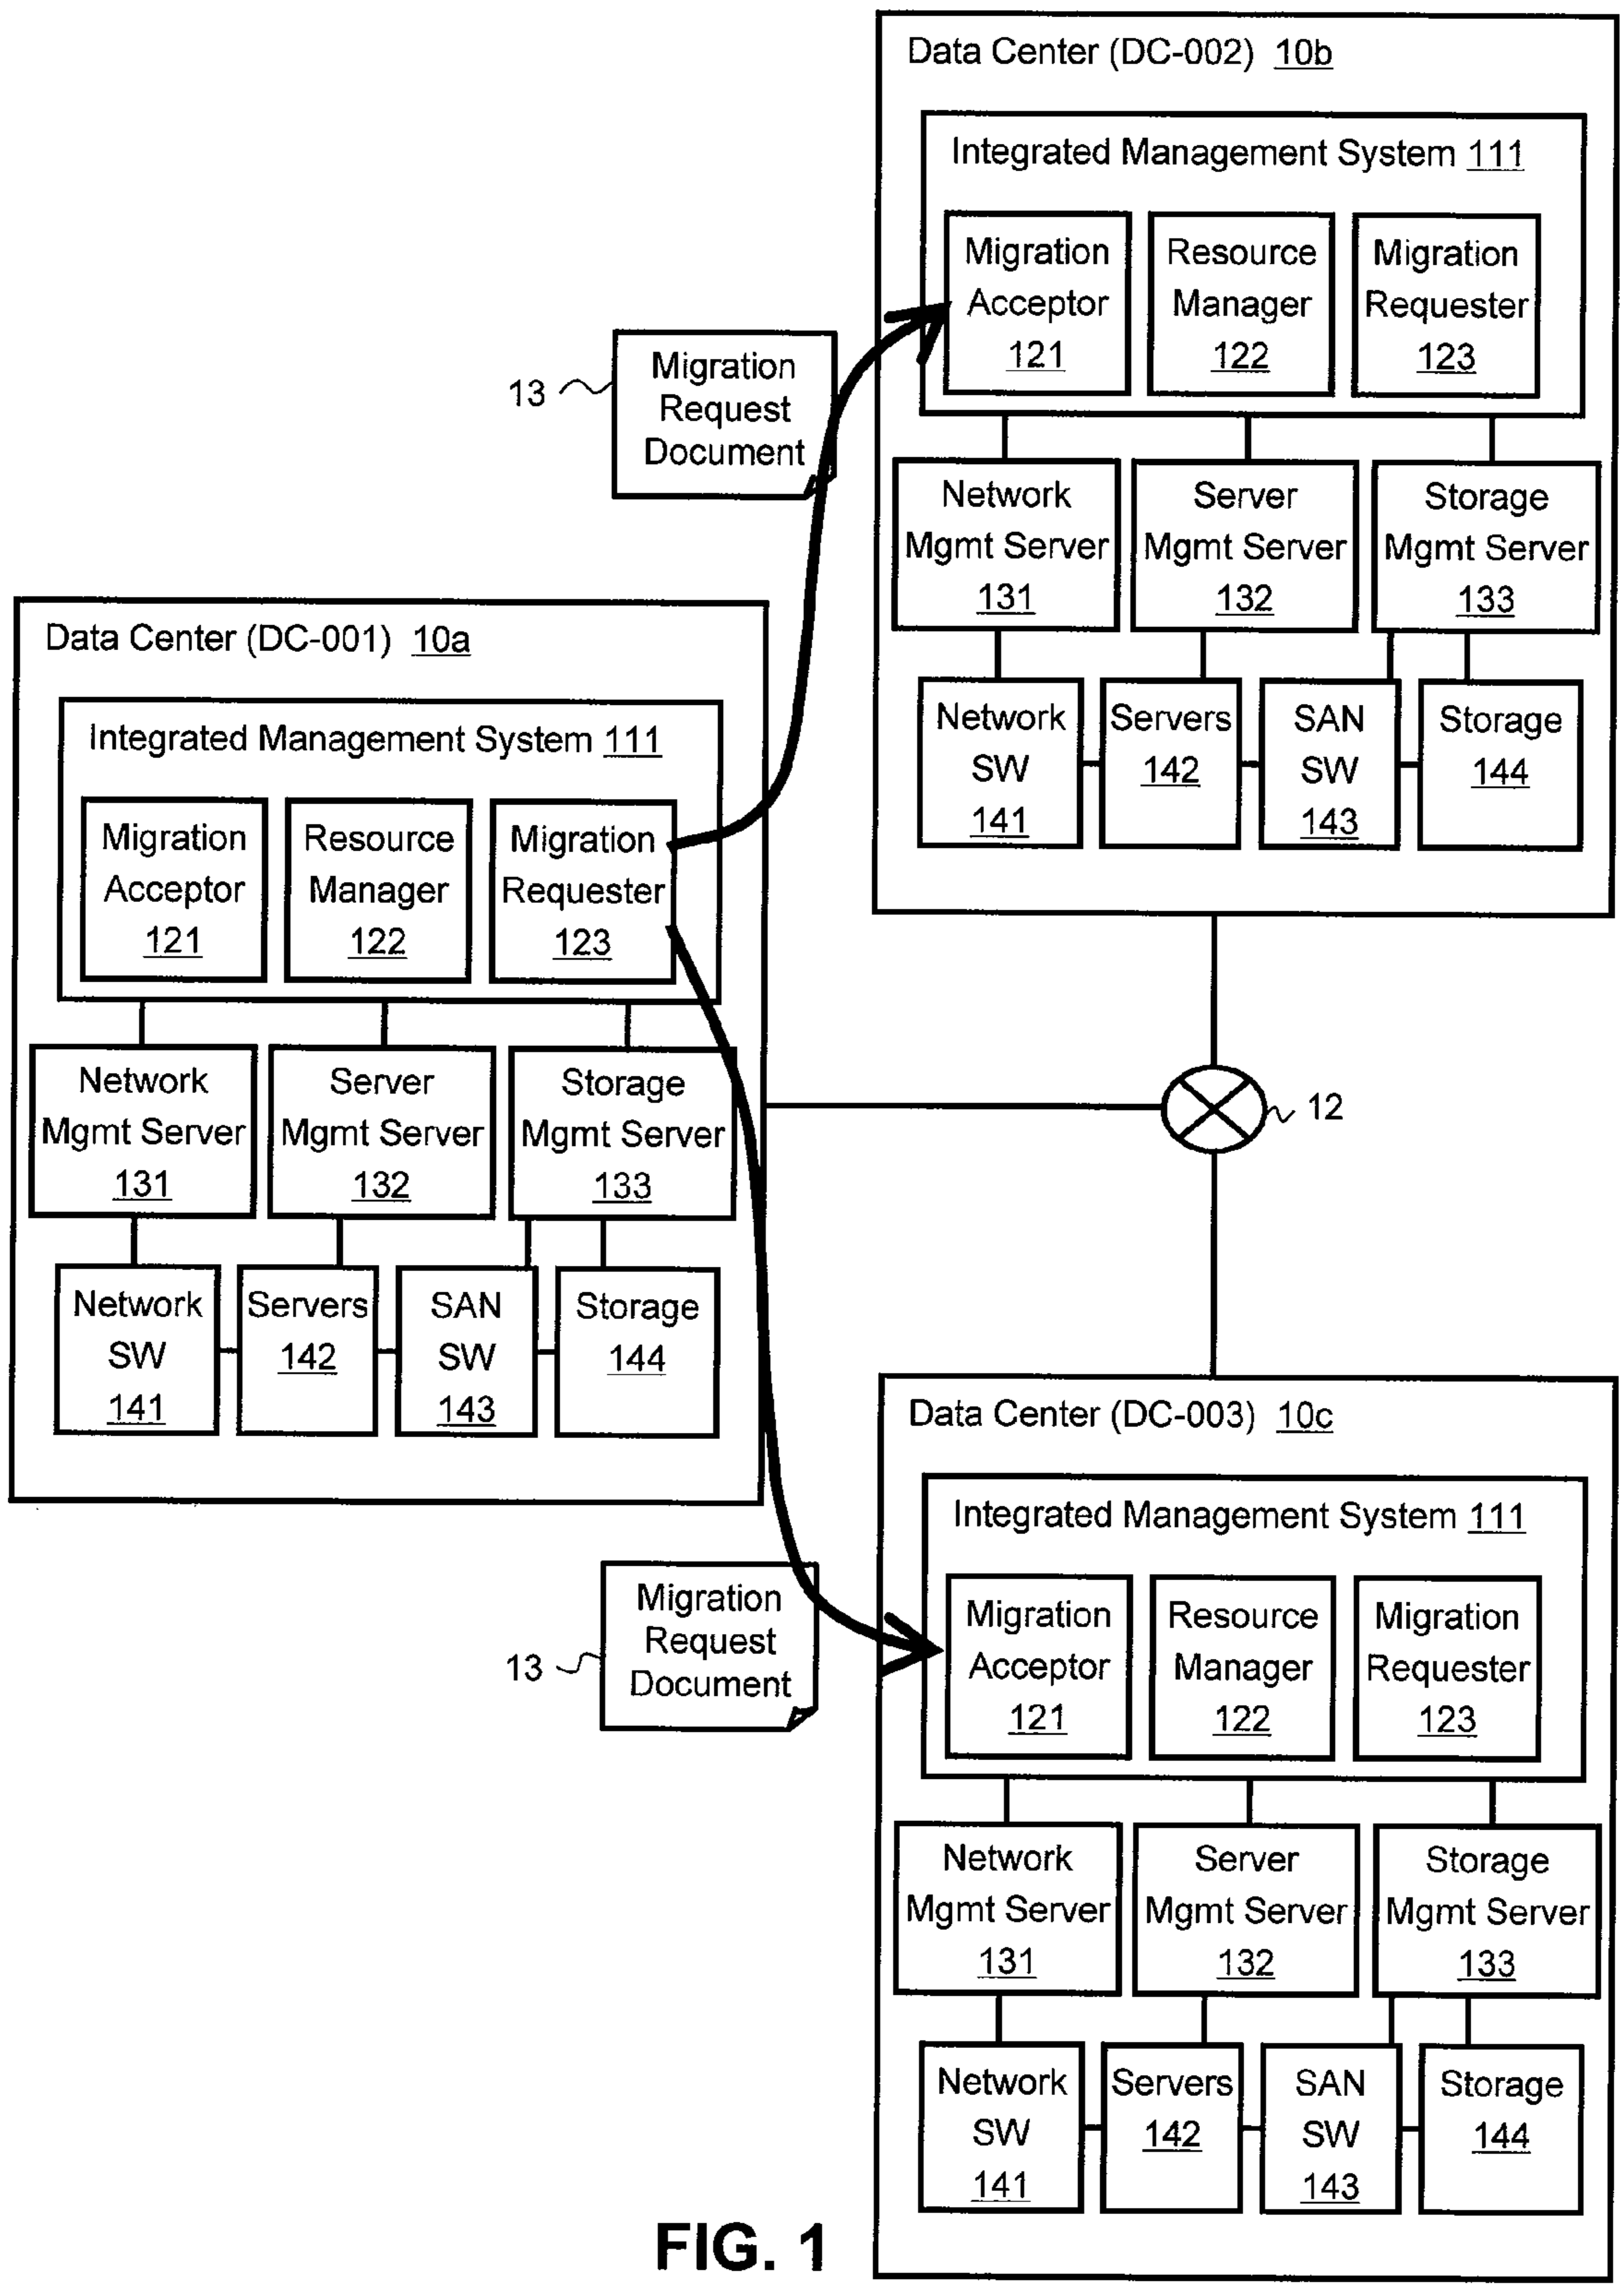 Data Center (DC-002) 10b
Integrated Management System 111
Migration
Acceptor
121
Resource
Manager
122
Migration
Requester
123
Network
Mgmt Server
131
Server
Mgmt Server
132
Storage
Mgmt Server
133
Network
SW
141
Servers
142
SAN
SW
143
Storage
144
13
Migration
Request
Document
Data Center (DC-001) 10a
Integrated Management System 111
Migration
Acceptor
121
Resource
Manager
122
Migration
Requester
123
Network
Mgmt Server
131
Server
Mgmt Server
132
Storage
Mgmt Server
133
Network
SW
141
Servers
142
SAN
SW
143
Storage
144
12
13
Migration
Request
Document
Data Center (DC-003) 10c
Integrated Management System 111
Migration
Acceptor
121
Resource
Manager
122
Migration
Requester
123
Network
Mgmt Server
131
Server
Mgmt Server
132
Storage
Mgmt Server
133
Network
SW
141
Servers
142
SAN
SW
143
Storage
144
FIG. 1